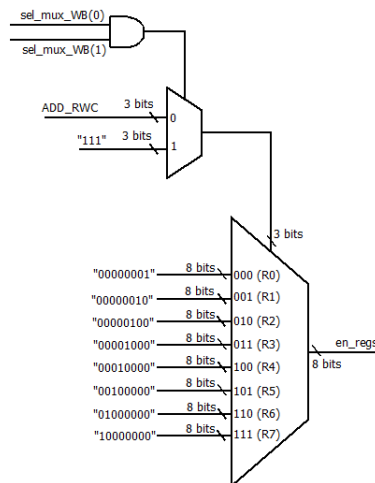 sel_mux_WB(0)
sel_mux_WB(1)
ADD_RWC 3 bits 0
"111" 3 bits 1
3 bits
"00000001" 8 bits 000 (R0)
"00000010" 8 bits 001 (R1)
"00000100" 8 bits 010 (R2)
"00001000" 8 bits 011 (R3)
"00010000" 8 bits 100 (R4)
"00100000" 8 bits 101 (R5)
"01000000" 8 bits 110 (R6)
"10000000" 8 bits 111 (R7)
en_regs
8 bits